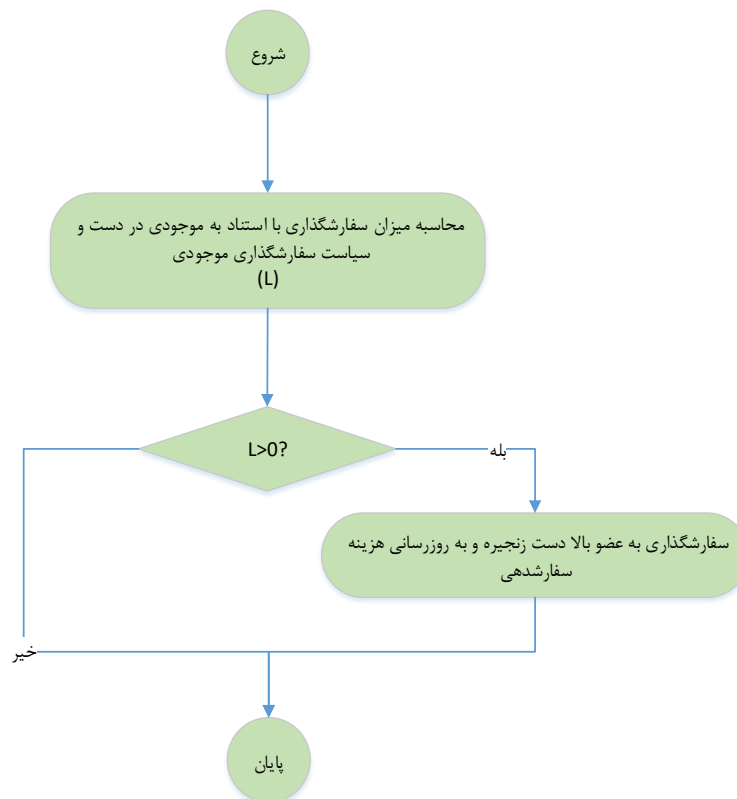 شروع
محاسبه میزان سفارشگذاری با استناد به موجودی در دست و
سیاست سفارشگذاری موجودی
(L)
L>0?
بله
سفارشگذاری به عضو بالا دست زنجیره و به روزرسانی هزینه
سفارشدهی
خیر
پایان